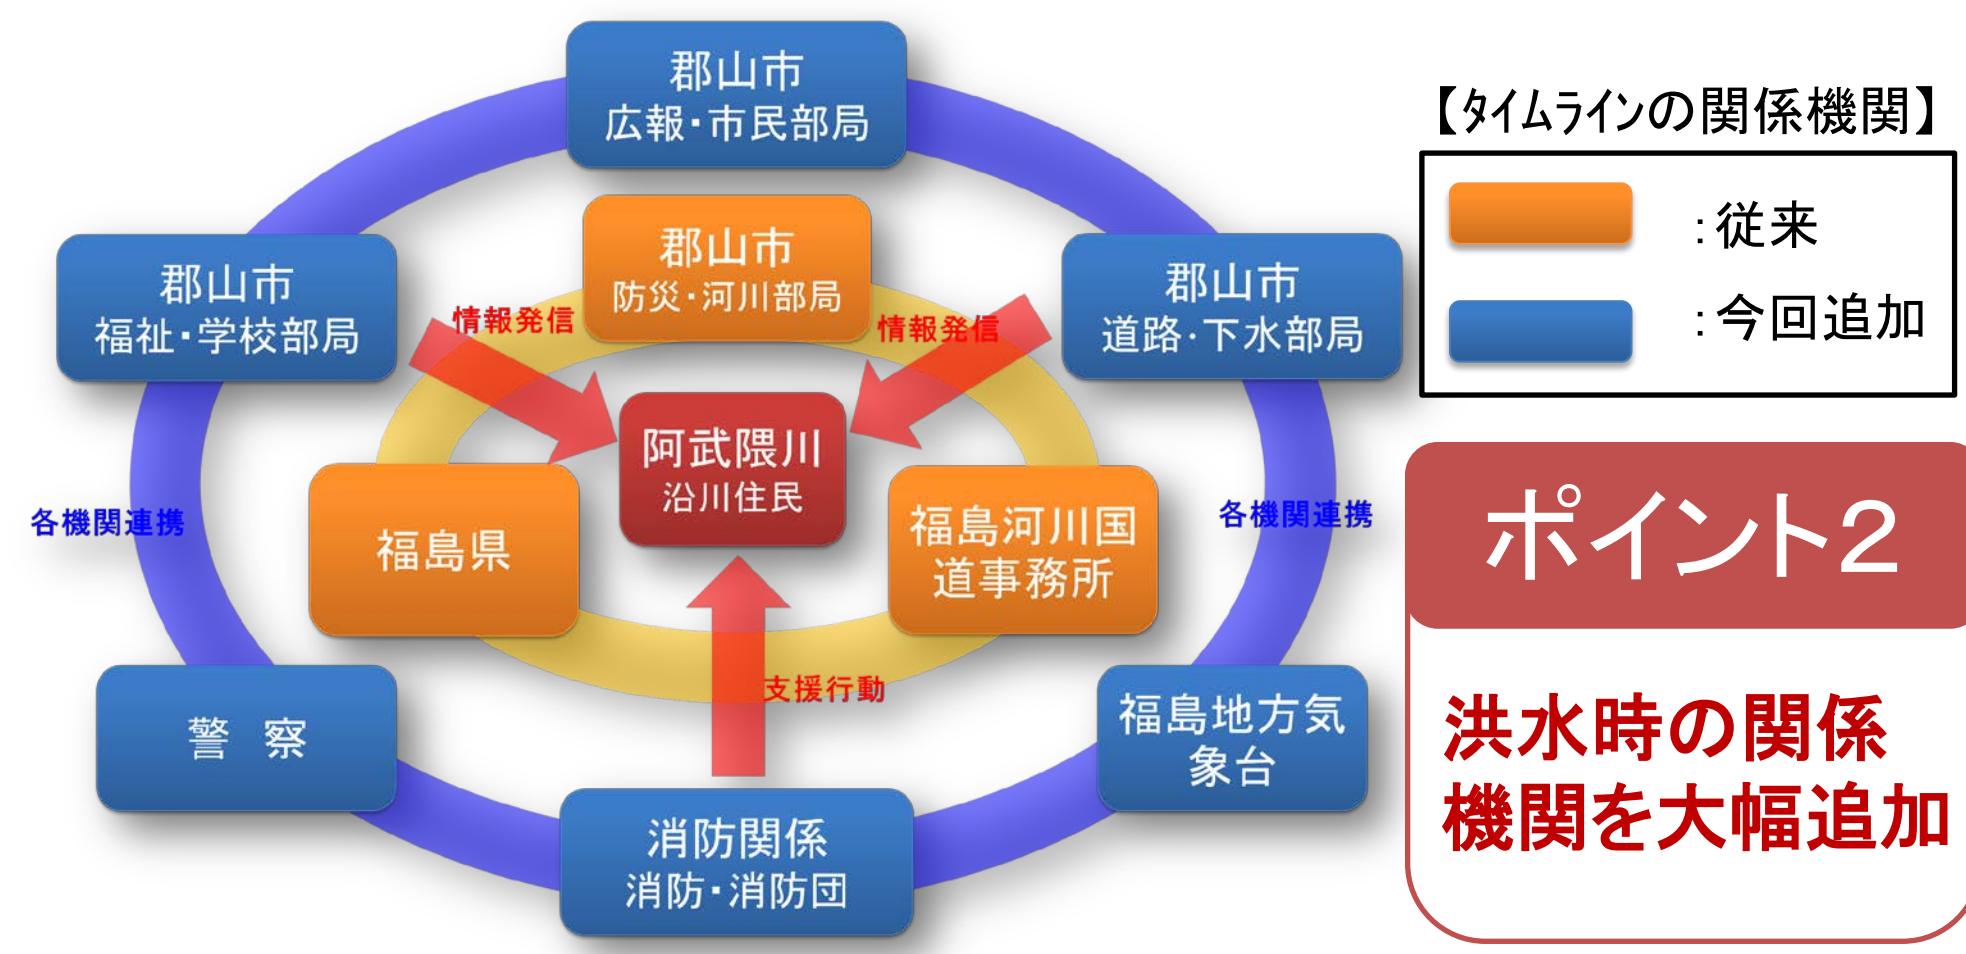 郡山市
広報・市民部局
【タイムラインの関係機関】
：従来
：今回追加
郡山市
防災・河川部局
郡山市
福祉・学校部局
郡山市
道路・下水部局
情報発信
情報発信
阿武隈川
沿川住民
各機関連携
各機関連携
福島県
福島河川国
道事務所
支援行動
警　察
福島地方気
象台
消防関係
消防・消防団
ポイント２
洪水時の関係
機関を大幅追加